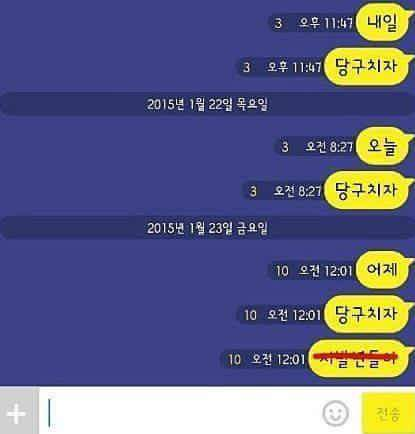 3 오후 11:47 내일
3 오후 11:47 당구치자
2015년 1월 22일 목요일
3 오전 8:27 오늘
3 오전 8:27 당구치자
2015년 1월 23일 금요일
10 오전 12:01 어제
10 오전 12:01 당구치자
10 오전 12:01
전송